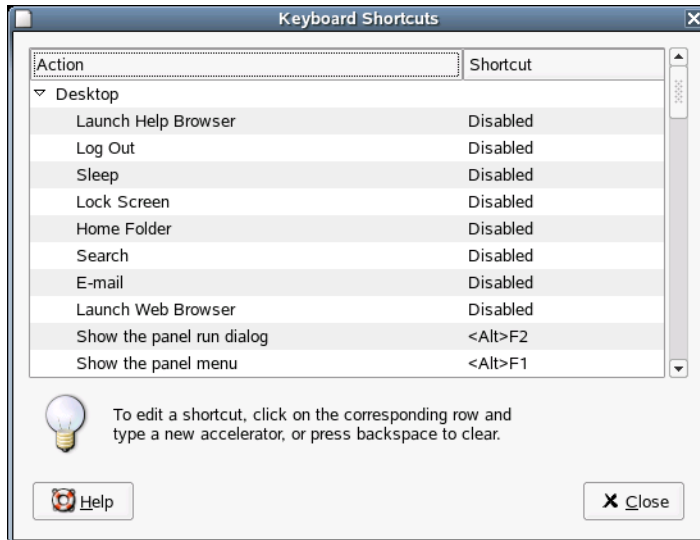 Keyboard Shortcuts
Action Shortcut
Desktop
Launch Help Browser Disabled
Log Out Disabled
Sleep Disabled
Lock Screen Disabled
Home Folder Disabled
Search Disabled
E-mail Disabled
Launch Web Browser Disabled
Show the panel run dialog <Alt>F2
Show the panel menu <Alt>F1
To edit a shortcut, click on the corresponding row and
type a new accelerator, or press backspace to clear.
Help Close